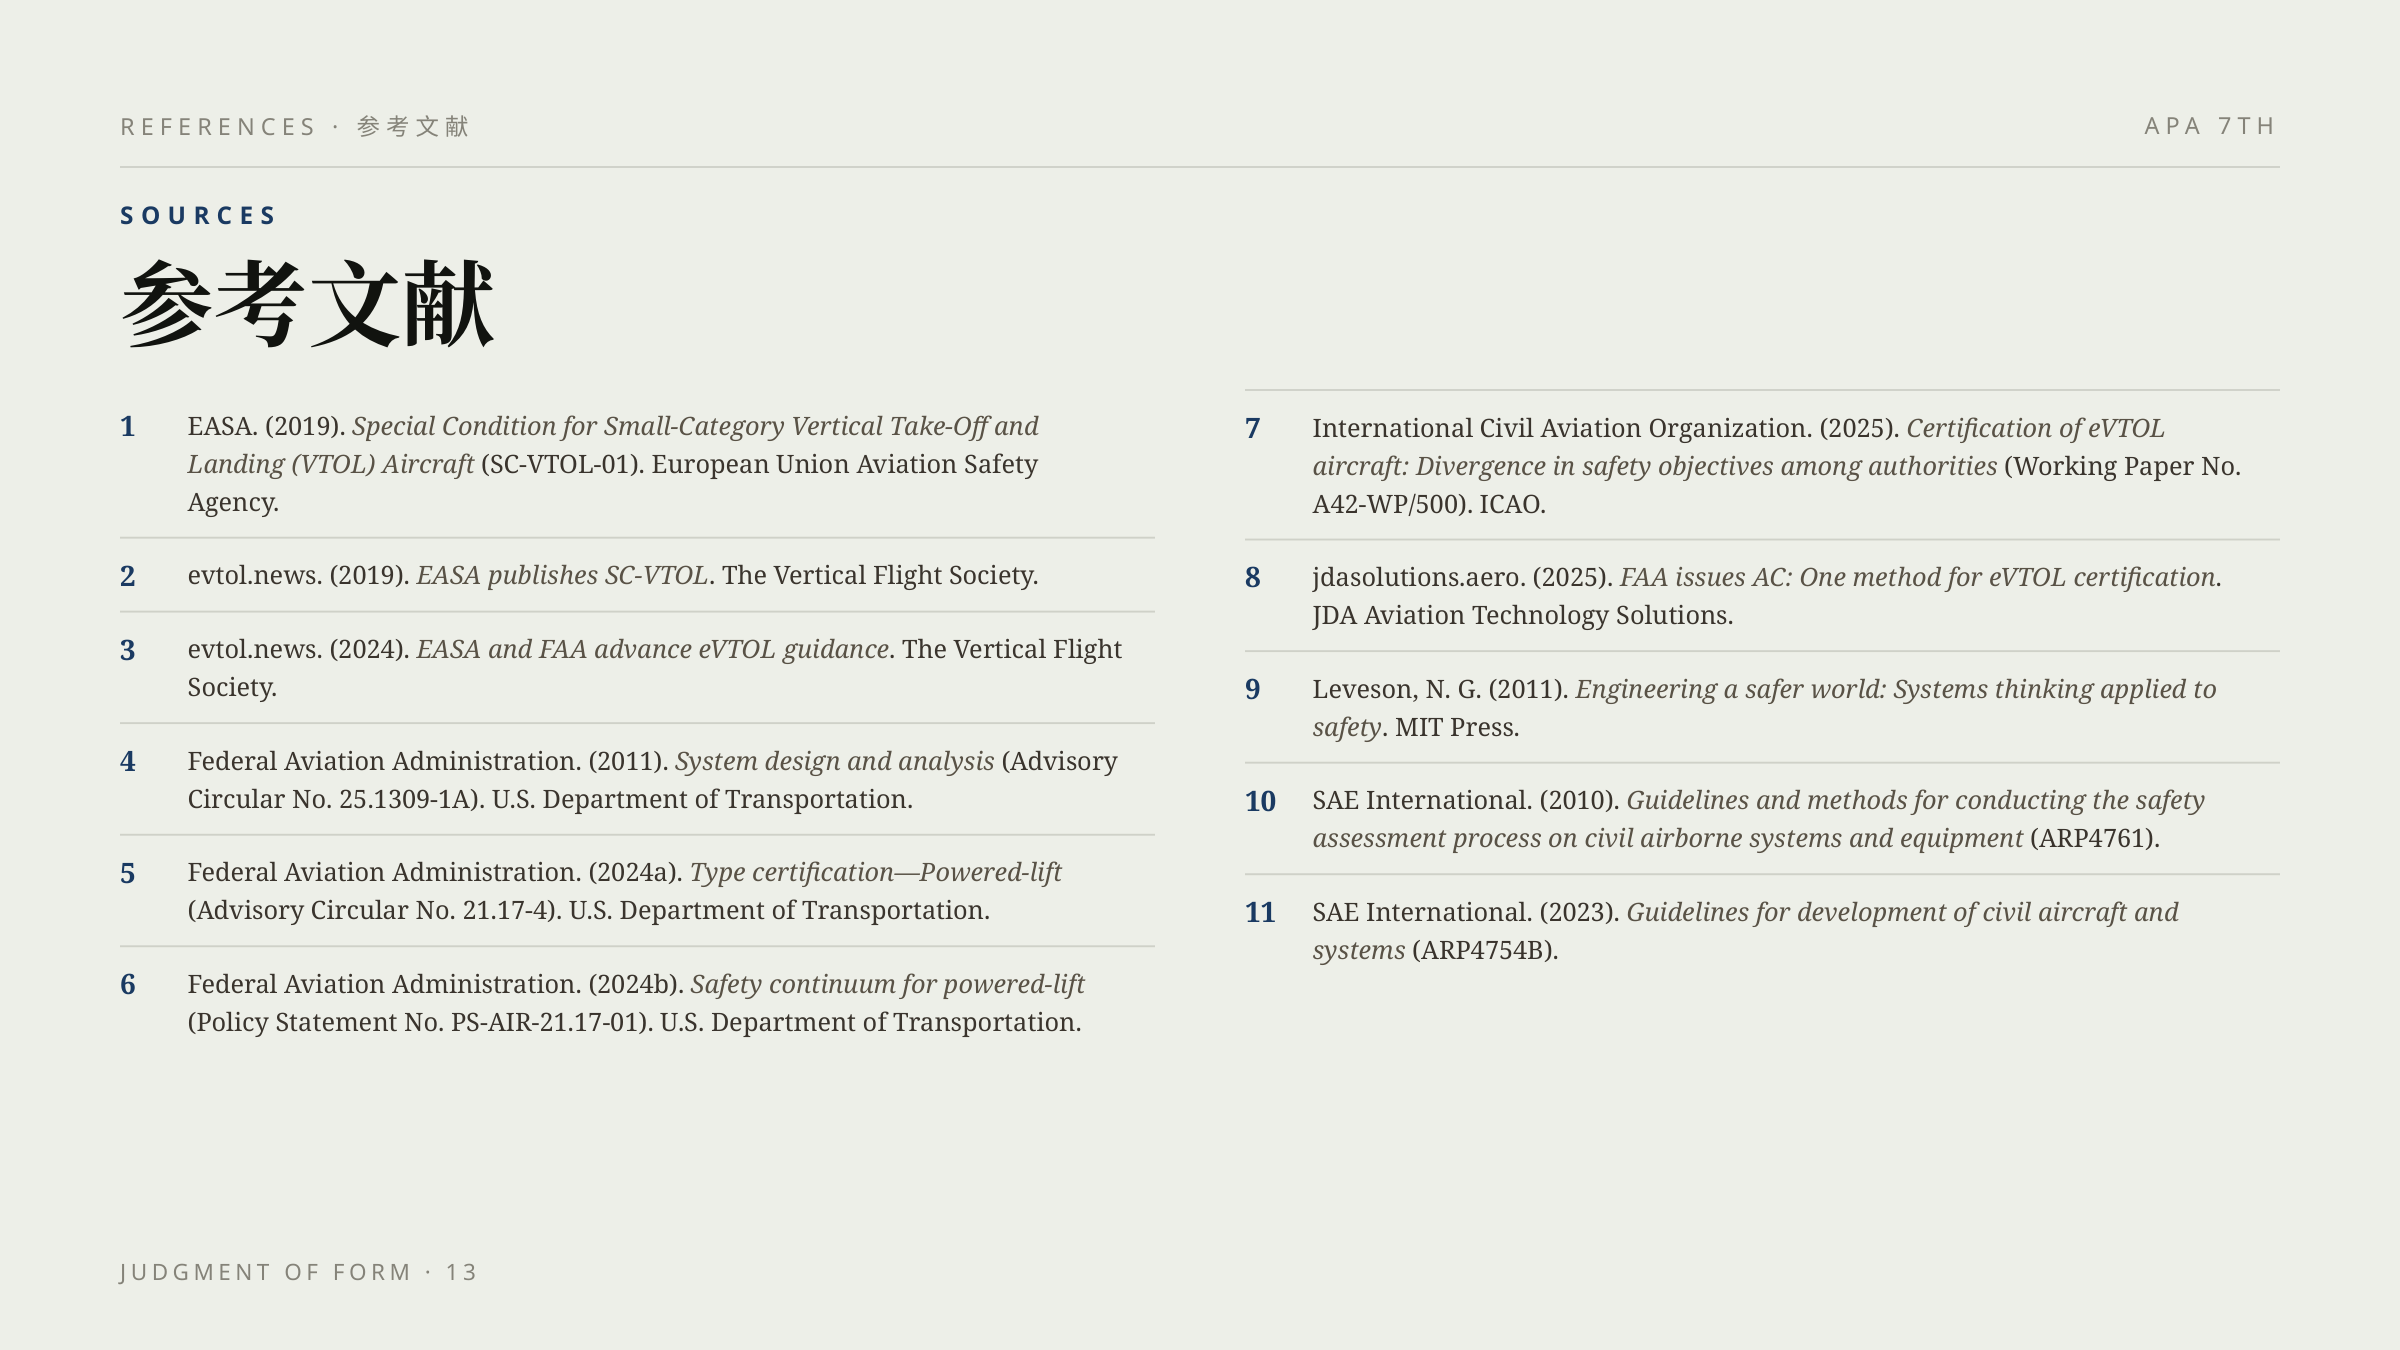 REFERENCES · 参考文献
APA 7TH
SOURCES
参考文献
1 EASA. (2019). Special Condition for Small-Category Vertical Take-Off and
Landing (VTOL) Aircraft (SC-VTOL-01). European Union Aviation Safety
Agency.
2 evtol.news. (2019). EASA publishes SC-VTOL. The Vertical Flight Society.
3 evtol.news. (2024). EASA and FAA advance eVTOL guidance. The Vertical Flight
Society.
4 Federal Aviation Administration. (2011). System design and analysis (Advisory
Circular No. 25.1309-1A). U.S. Department of Transportation.
5 Federal Aviation Administration. (2024a). Type certification—Powered-lift
(Advisory Circular No. 21.17-4). U.S. Department of Transportation.
6 Federal Aviation Administration. (2024b). Safety continuum for powered-lift
(Policy Statement No. PS-AIR-21.17-01). U.S. Department of Transportation.
7 International Civil Aviation Organization. (2025). Certification of eVTOL
aircraft: Divergence in safety objectives among authorities (Working Paper No.
A42-WP/500). ICAO.
8 jdasolutions.aero. (2025). FAA issues AC: One method for eVTOL certification.
JDA Aviation Technology Solutions.
9 Leveson, N. G. (2011). Engineering a safer world: Systems thinking applied to
safety. MIT Press.
10 SAE International. (2010). Guidelines and methods for conducting the safety
assessment process on civil airborne systems and equipment (ARP4761).
11 SAE International. (2023). Guidelines for development of civil aircraft and
systems (ARP4754B).
JUDGMENT OF FORM · 13